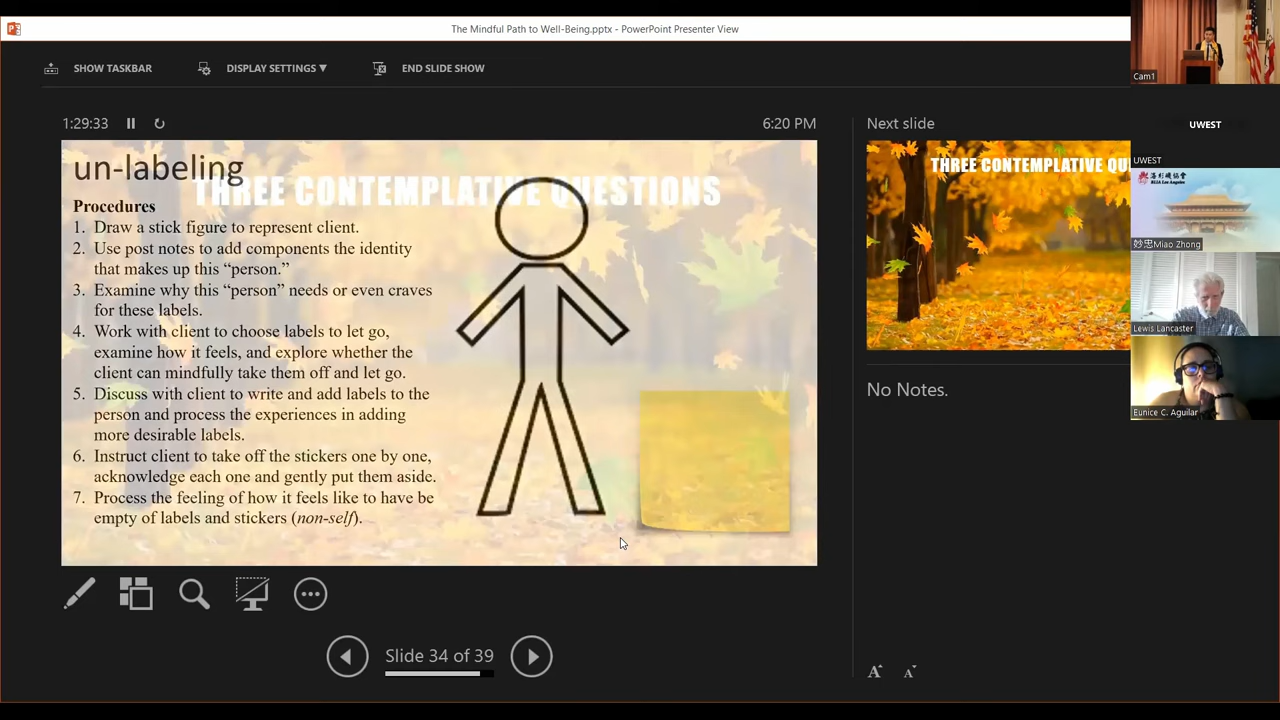 The Mindful Path to Well-Being.pptx - PowerPoint Presenter View
SHOW TASKBAR
DISPLAY SETTINGS ▼
END SLIDE SHOW
1:29:33
6:20 PM
un-labeling
THREE CONTEMPLATIVE QUESTIONS
Procedures
1. Draw a stick figure to represent client.
2. Use post notes to add components the identity
that makes up this “person.”
3. Examine why this “person” needs or even craves
for these labels.
4. Work with client to choose labels to let go,
examine how it feels, and explore whether the
client can mindfully take them off and let go.
5. Discuss with client to write and add labels to the
person and process the experiences in adding
more desirable labels.
6. Instruct client to take off the stickers one by one,
acknowledge each one and gently put them aside.
7. Process the feeling of how it feels like to have be
empty of labels and stickers (non-self).
Slide 34 of 39
Next slide
THREE CONTEMPLATIVE QU
No Notes.
A A
Cam1
UWEST
UWEST
BLIA Los Angeles
妙忠Miao Zhong
Lewis Lancaster
Eunice C. Aguilar